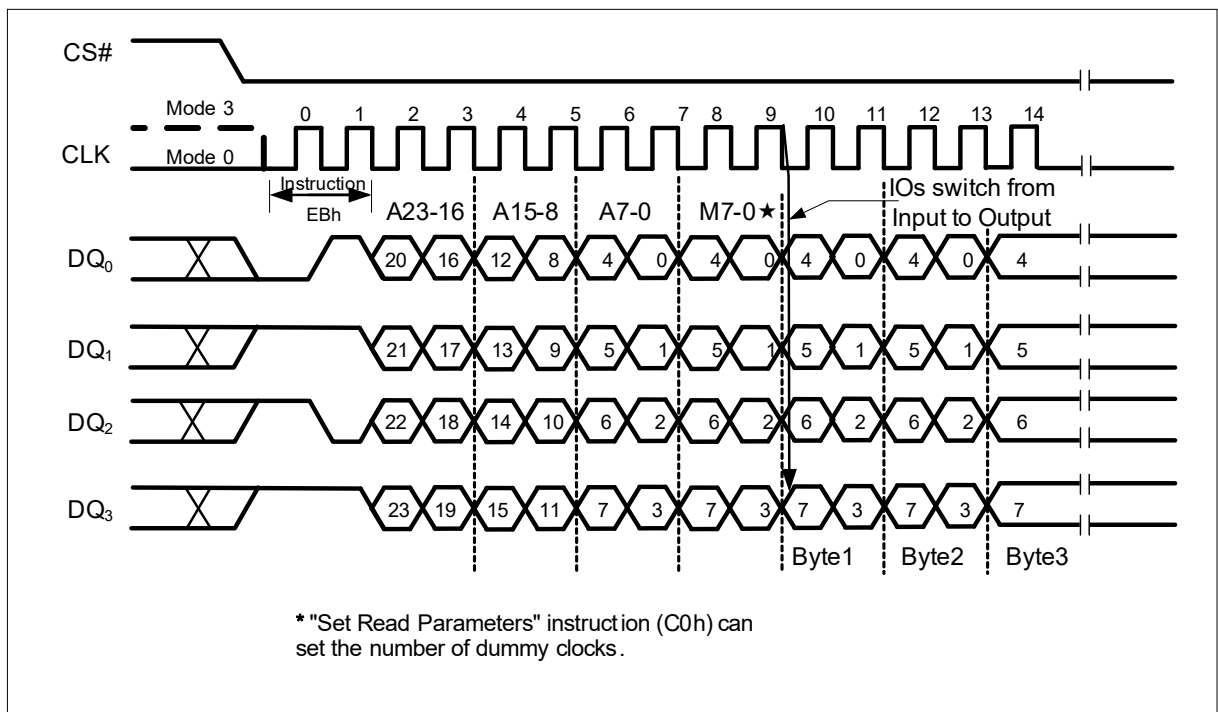 CS#
Mode 3
0 1 2 3 4 5 6 7 8 9 10 11 12 13 14
CLK
Mode 0
Instruction
IOs switch from
EBh
A23-16 A15-8 A7-0 M7-0★
Input to Output
DQ0
20 16 12 8 4 0 4 0 4 0 4 0 4
DQ1
21 17 13 9 5 1 5 1 5 1 5 1 5
DQ2
22 18 14 10 6 2 6 2 6 2 6 2 6
DQ3
23 19 15 11 7 3 7 3 7 3 7 3 7
Byte1 Byte2 Byte3
* "Set Read Parameters" instruction (C0h) can
set the number of dummy clocks.